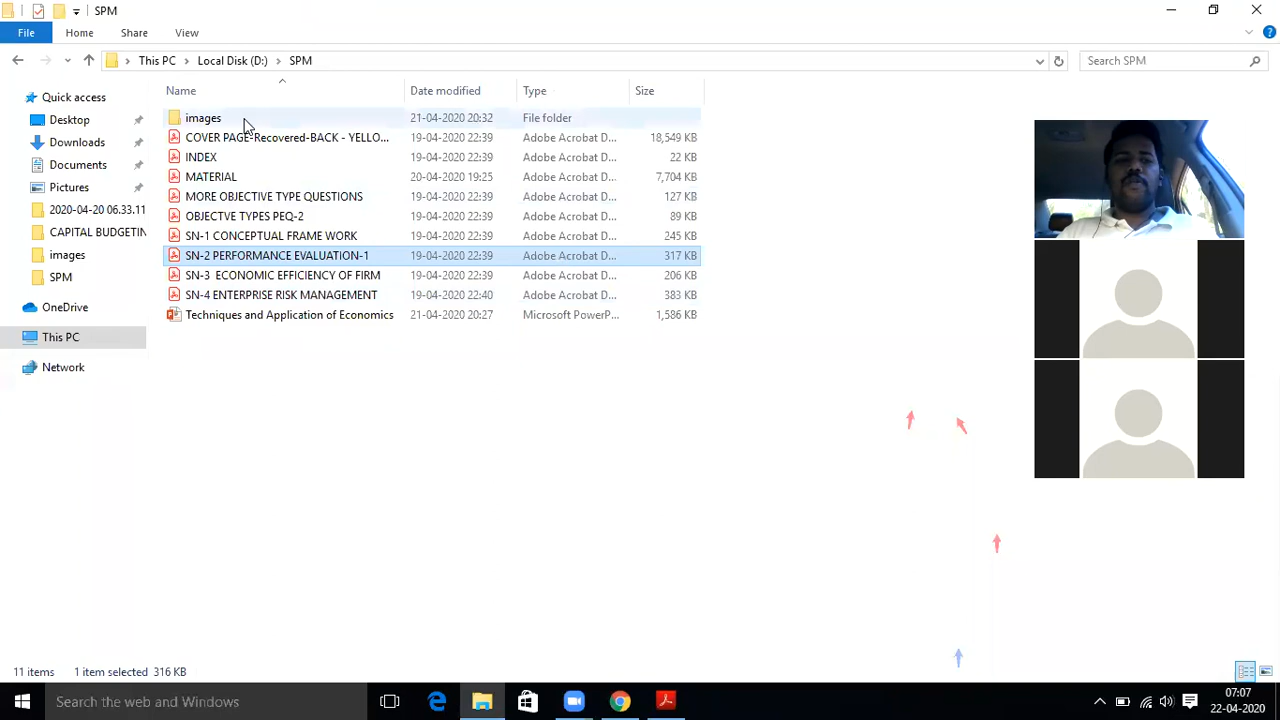 SPM
File Home Share View
This PC Local Disk (D:) SPM Search SPM
Name Date modified Type Size
Quick access
Desktop
Downloads
Documents
Pictures
2020-04-20 06.33.11
CAPITAL BUDGETIN
images
SPM
OneDrive
This PC
Network
images 21-04-2020 20:32 File folder
COVER PAGE-Recovered-BACK - YELLO... 19-04-2020 22:39 Adobe Acrobat D... 18,549 KB
INDEX 19-04-2020 22:39 Adobe Acrobat D... 22 KB
MATERIAL 20-04-2020 19:25 Adobe Acrobat D... 7,704 KB
MORE OBJECTIVE TYPE QUESTIONS 19-04-2020 22:39 Adobe Acrobat D... 127 KB
OBJECTVE TYPES PEQ-2 19-04-2020 22:39 Adobe Acrobat D... 89 KB
SN-1 CONCEPTUAL FRAME WORK 19-04-2020 22:39 Adobe Acrobat D... 245 KB
SN-2 PERFORMANCE EVALUATION-1 19-04-2020 22:39 Adobe Acrobat D... 317 KB
SN-3 ECONOMIC EFFICIENCY OF FIRM 19-04-2020 22:39 Adobe Acrobat D... 206 KB
SN-4 ENTERPRISE RISK MANAGEMENT 19-04-2020 22:40 Adobe Acrobat D... 383 KB
Techniques and Application of Economics 21-04-2020 20:27 Microsoft PowerP... 1,586 KB
11 items 1 item selected 316 KB
Search the web and Windows
07:07
22-04-2020